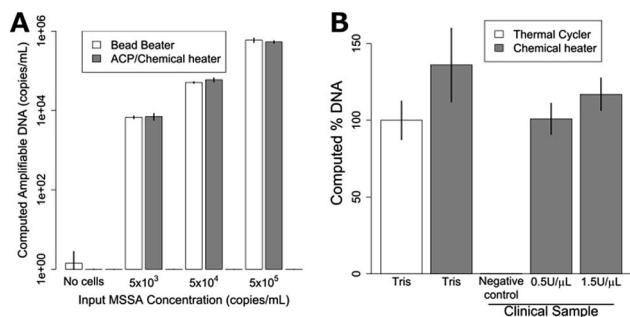 A
Computed Amplifiable DNA (copies/mL)
1e+06
1e+04
1e+02
1e+00
Bead Beater
ACP/Chemical heater
No cells
5x10³
5x10⁴
5x10⁵
Input MSSA Concentration (copies/mL)
B
Computed % DNA
150
100
50
0
Thermal Cycler
Chemical heater
Tris
Tris
Negative
control
0.5U/μL
1.5U/μL
Clinical Sample